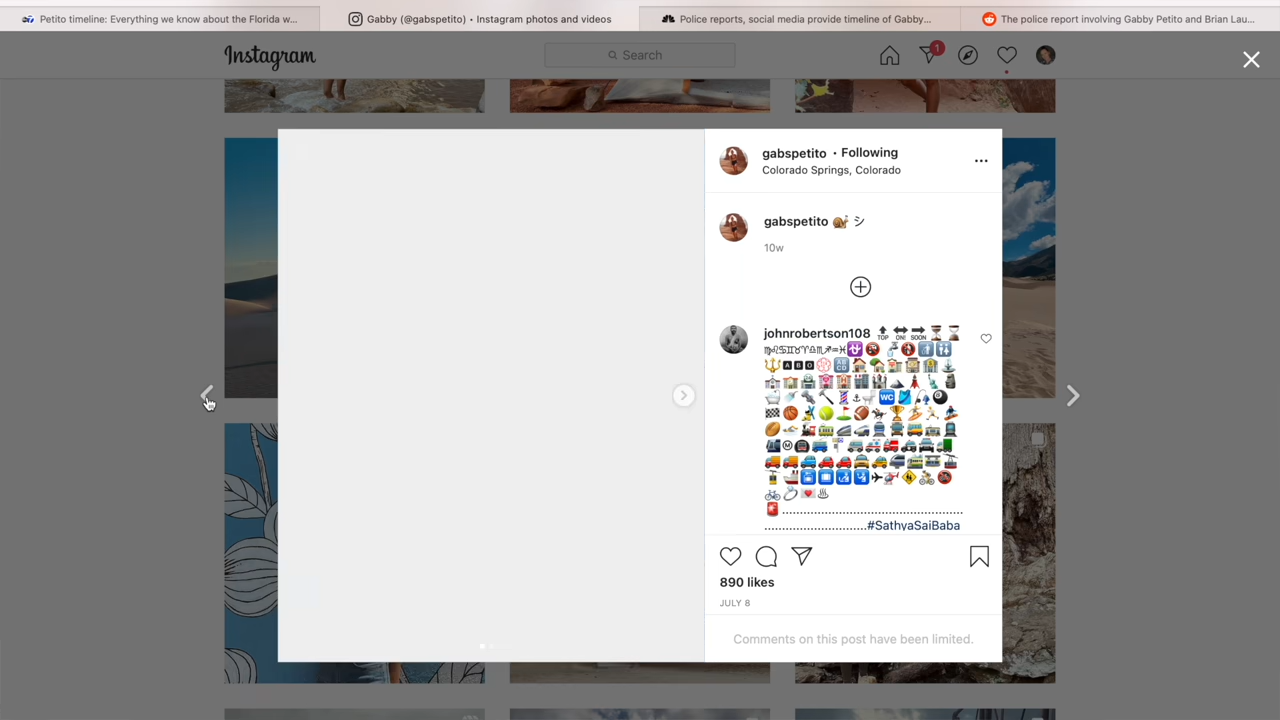 Petito timeline: Everything we know about the Florida w...
Gabby (@gabspetito) • Instagram photos and videos
Police reports, social media provide timeline of Gabby...
The police report involving Gabby Petito and Brian Lau...
Instagram
Search
1
gabspetito • Following
Colorado Springs, Colorado
gabspetito 🐌 シ
10w
johnrobertson108
#SathyaSaiBaba
890 likes
JULY 8
Comments on this post have been limited.